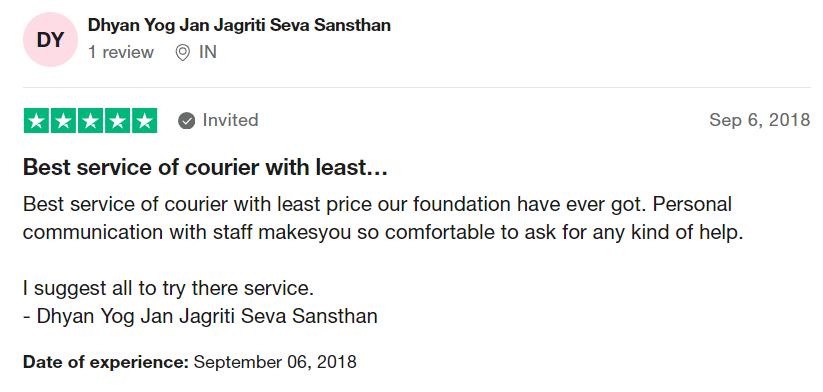 DY
Dhyan Yog Jan Jagriti Seva Sansthan
1 review IN
Invited
Sep 6, 2018
Best service of courier with least…
Best service of courier with least price our foundation have ever got. Personal
communication with staff makesyou so comfortable to ask for any kind of help.
I suggest all to try there service.
- Dhyan Yog Jan Jagriti Seva Sansthan
Date of experience: September 06, 2018